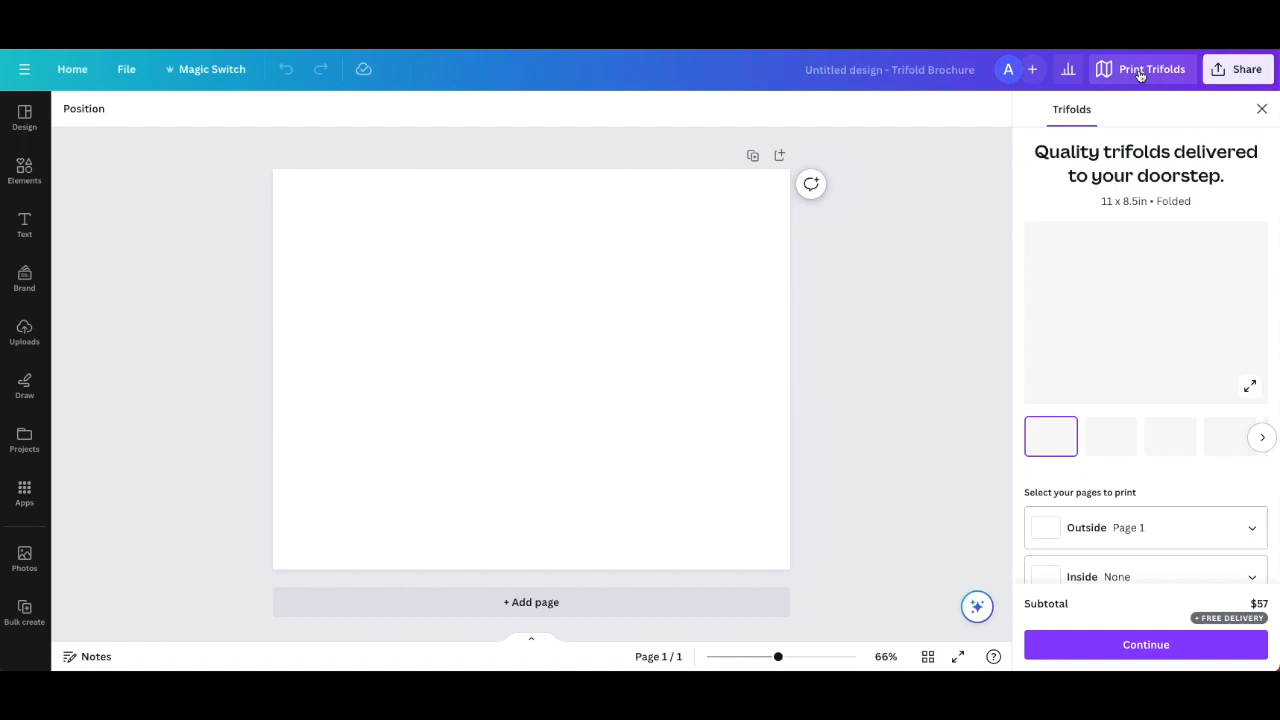 Home
File
Magic Switch
Untitled design - Trifold Brochure
A
+
Print Trifolds
Share
Design
Elements
Text
Brand
Uploads
Draw
Projects
Apps
Photos
Bulk create
Position
+ Add page
Notes
Page 1 / 1
66%
Trifolds
Quality trifolds delivered
to your doorstep.
11 x 8.5in • Folded
Select your pages to print
Outside Page 1
Inside None
Subtotal $57
+ FREE DELIVERY
Continue